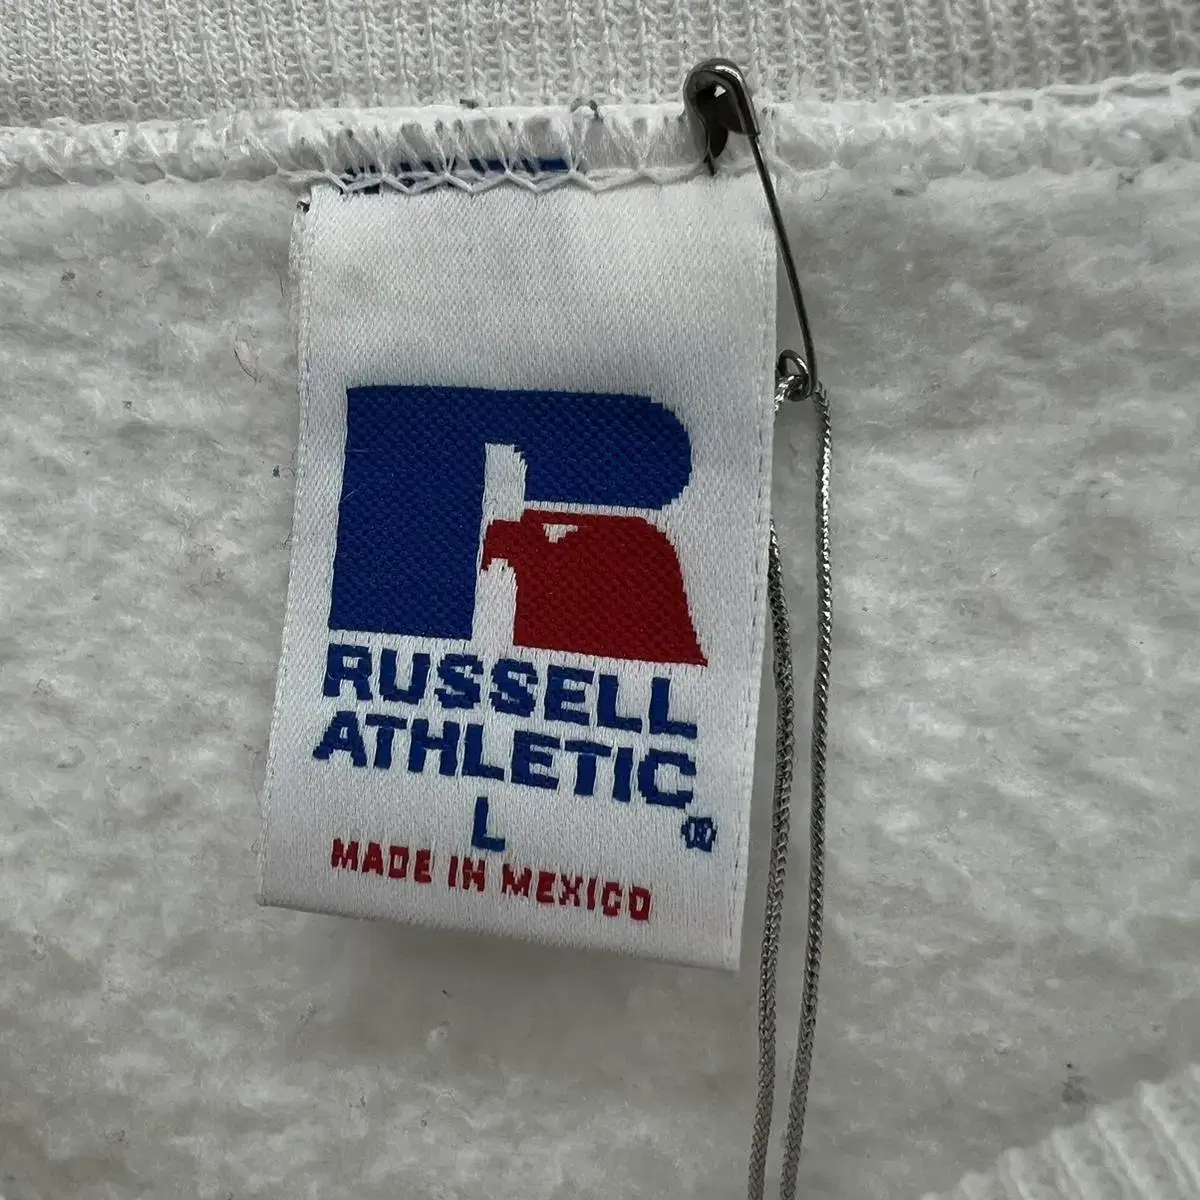 RUSSELL
ATHLETIC
®
L
MADE IN MEXICO